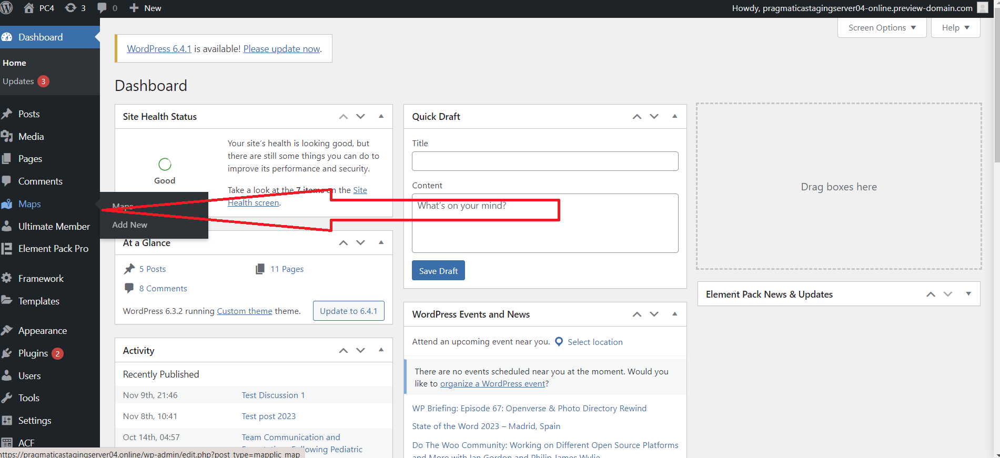 PC4 3 0 New
Howdy, pragmaticastagingserver04-online.preview-domain.com
Screen Options
Help
Dashboard
Home
Updates 3
Posts
Media
Pages
Comments
Maps
Ultimate Member
Element Pack Pro
Framework
Templates
Appearance
Plugins 2
Users
Tools
Settings
ACF
Maps
Add New
WordPress 6.4.1 is available! Please update now.
Dashboard
Site Health Status
Good
Your site's health is looking good, but
there are still some things you can do to
improve its performance and security.
Take a look at the 7 items on the Site
Health screen.
At a Glance
5 Posts
11 Pages
8 Comments
WordPress 6.3.2 running Custom theme theme.
Update to 6.4.1
Activity
Recently Published
Nov 9th, 21:46 Test Discussion 1
Nov 8th, 10:41 Test post 2023
Oct 14th, 04:57 Team Communication and
Following Pediatric
Quick Draft
Title
Content
What's on your mind?
Save Draft
WordPress Events and News
Attend an upcoming event near you. Select location
There are no events scheduled near you at the moment. Would you
like to organize a WordPress event?
WP Briefing: Episode 67: Openverse & Photo Directory Rewind
State of the Word 2023 – Madrid, Spain
Do The Woo Community: Working on Different Open Source Platforms
and More with Jan Gordon and Philip James Wylie
Drag boxes here
Element Pack News & Updates
https://pragmaticastagingserver04.online/wp-admin/edit.php?post_type=mapplic_map